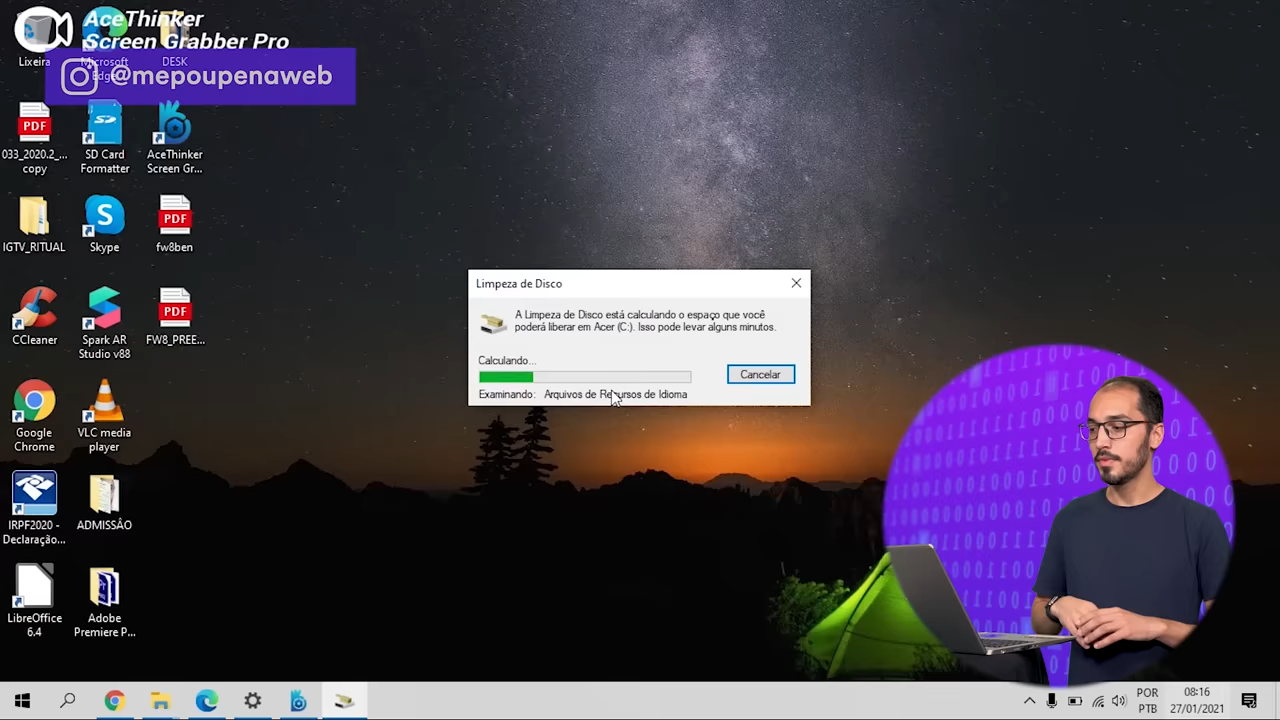 AceThinker
Screen Grabber Pro
@mepoupenaweb
Lixeira
Microsoft
Edge
DESK
033_2020.2_...
copy
SD Card
Formatter
AceThinker
Screen Gr...
IGTV_RITUAL
Skype
fw8ben
CCleaner
Spark AR
Studio v88
FW8_PREE...
Google
Chrome
VLC media
player
IRPF2020 -
Declaração...
ADMISSÂO
LibreOffice
6.4
Adobe
Premiere P...
PDF
SD
PDF
PDF
Limpeza de Disco
A Limpeza de Disco está calculando o espaço que você
poderá liberar em Acer (C:). Isso pode levar alguns minutos.
Calculando...
Cancelar
Examinando: Arquivos de Recursos de Idioma
POR
PTB
08:16
27/01/2021